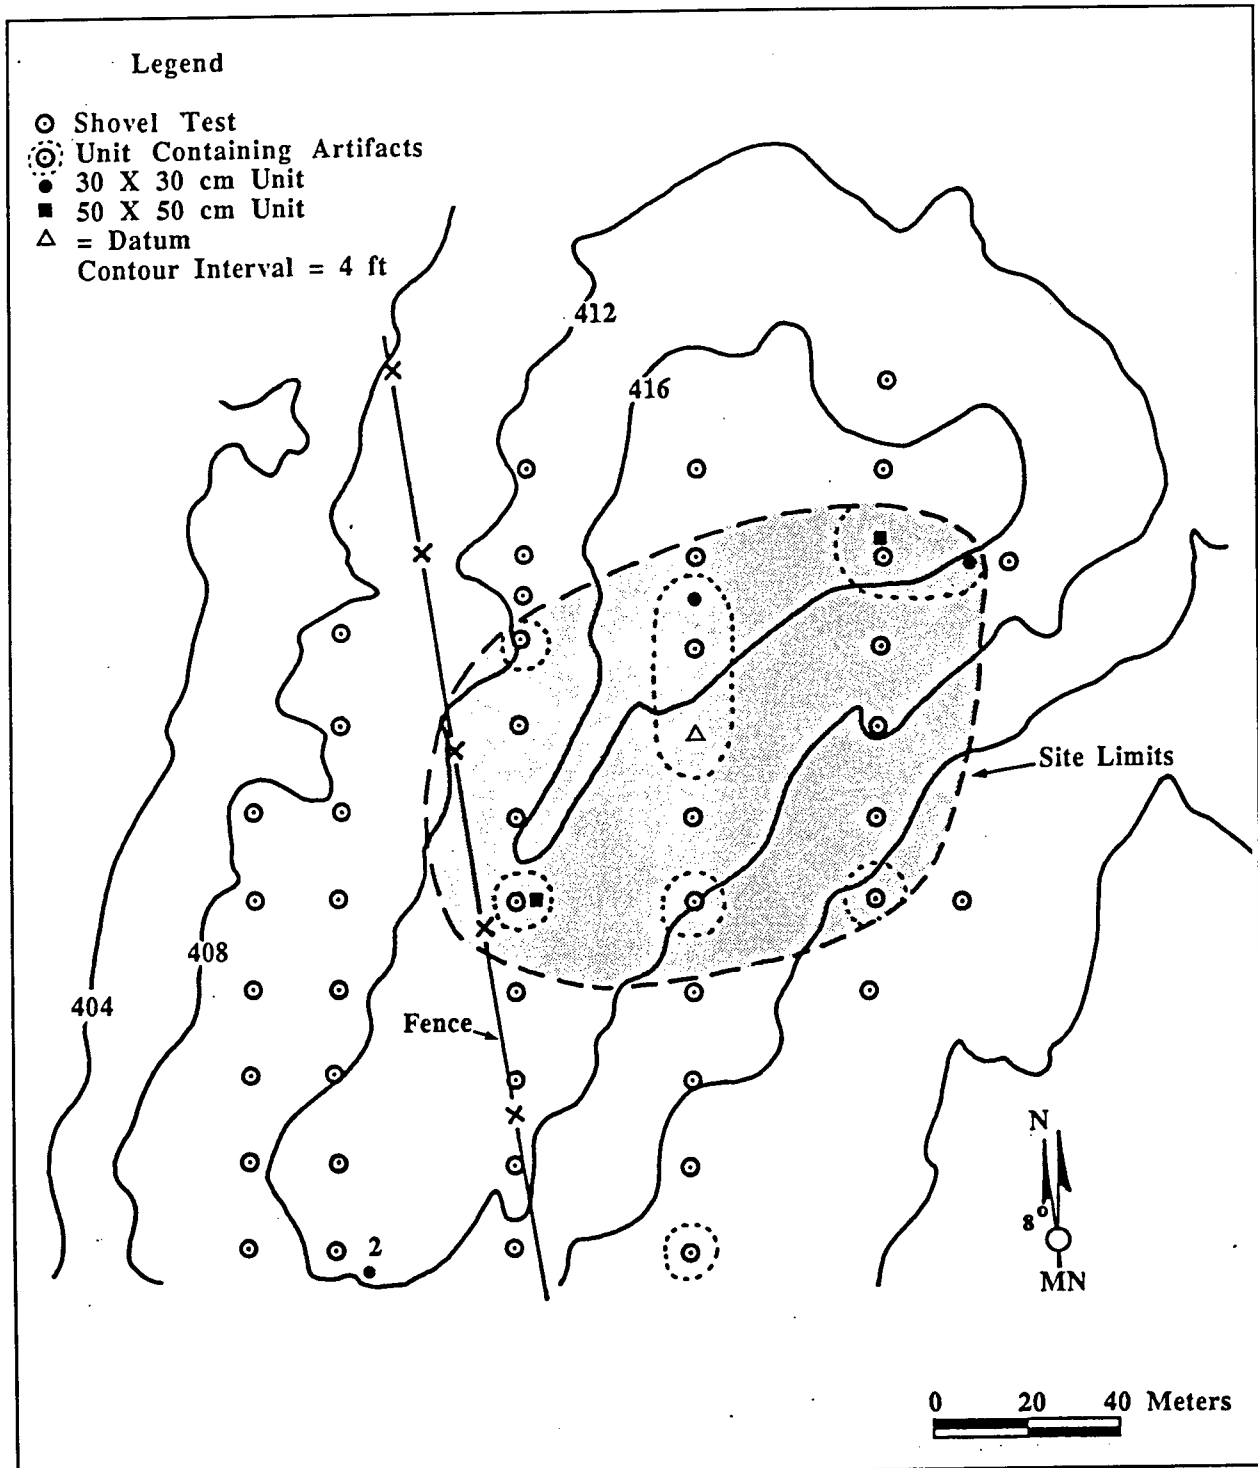 Legend
Shovel Test
Unit Containing Artifacts
30 X 30 cm Unit
50 X 50 cm Unit
= Datum
Contour Interval = 4 ft
412
416
Site Limits
408
404
Fence
N
8°
MN
2
0 20 40 Meters